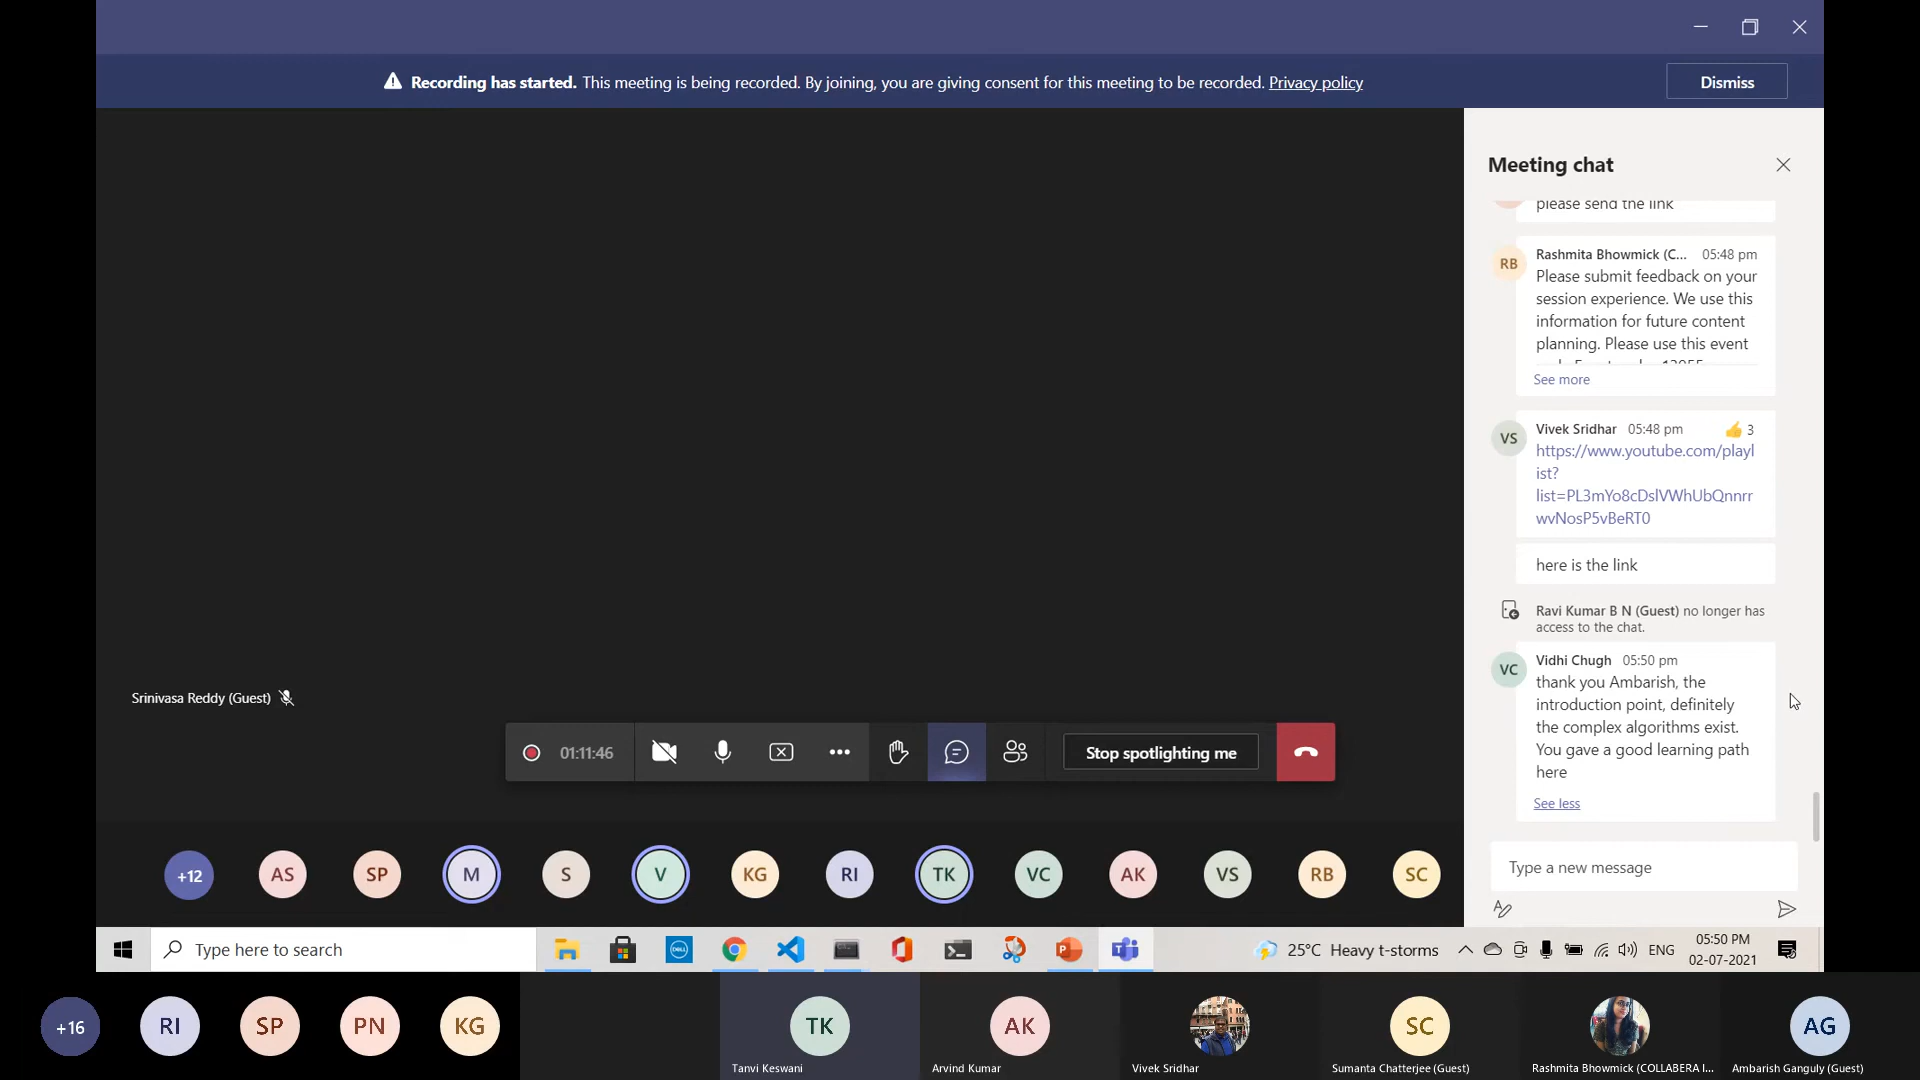 Recording has started. This meeting is being recorded. By joining, you are giving consent for this meeting to be recorded. Privacy policy
Dismiss
Meeting chat
please send the link
RB
Rashmita Bhowmick (C... 05:48 pm
Please submit feedback on your
session experience. We use this
information for future content
planning. Please use this event
See more
VS
Vivek Sridhar 05:48 pm 3
https://www.youtube.com/playl
ist?
list=PL3mYo8cDslVWhUbQnnrr
wvNosP5vBeRT0
here is the link
Ravi Kumar B N (Guest) no longer has
access to the chat.
VC
Vidhi Chugh 05:50 pm
thank you Ambarish, the
introduction point, definitely
the complex algorithms exist.
You gave a good learning path
here
See less
Type a new message
Srinivasa Reddy (Guest)
01:11:46
Stop spotlighting me
+12 AS SP M S V KG RI TK VC AK VS RB SC
Type here to search
DELL
25°C Heavy t-storms
ENG
05:50 PM
02-07-2021
+16 RI SP PN KG TK AK SC AG
Tanvi Keswani Arvind Kumar Vivek Sridhar Sumanta Chatterjee (Guest) Rashmita Bhowmick (COLLABERA I... Ambarish Ganguly (Guest)